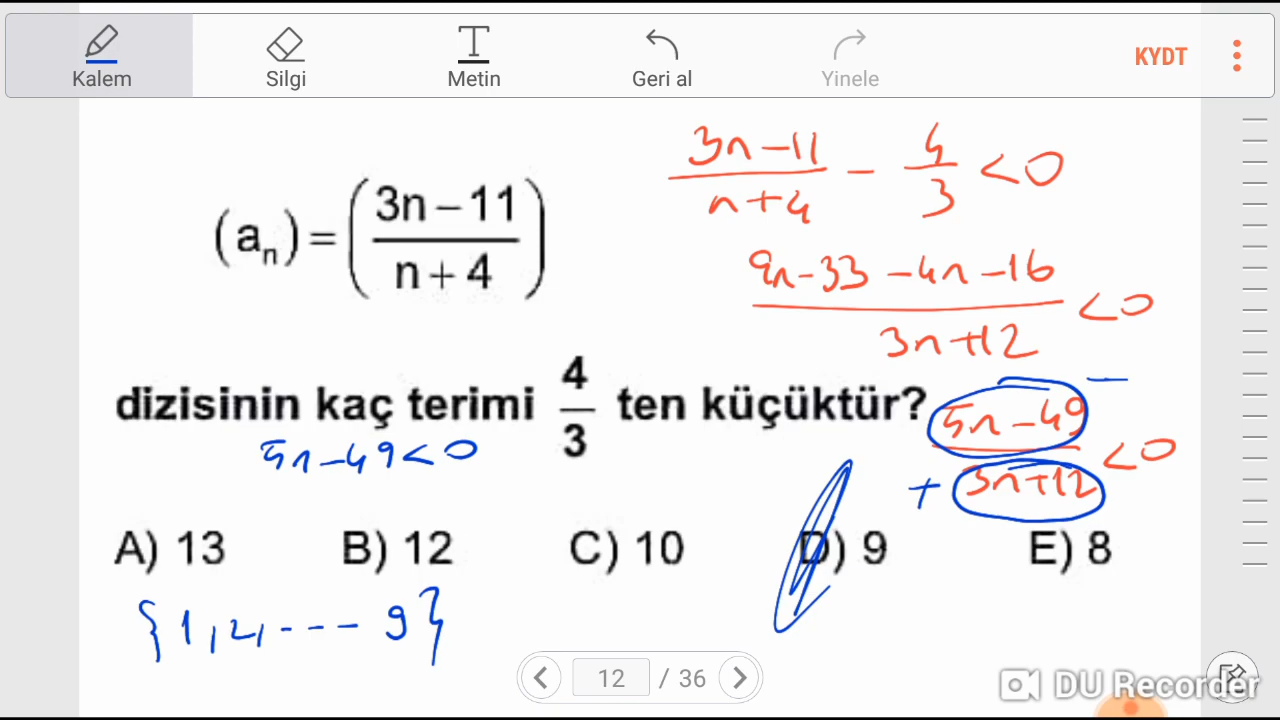 Kalem
Silgi
Metin
Geri al
Yinele
KYDT
(aₙ) = ( (3n – 11) / (n + 4) )
(3n – 11) / (n + 4) – 4/3 < 0
(9n – 33 – 4n – 16) / (3n + 12) < 0
dizisinin kaç terimi 4/3 ten küçüktür?
– (5n – 49) / + (3n + 12) < 0
5n – 49 < 0
A) 13 B) 12 C) 10 D) 9 E) 8
{1, 2, --- 9}
12 / 36
DU Recorder